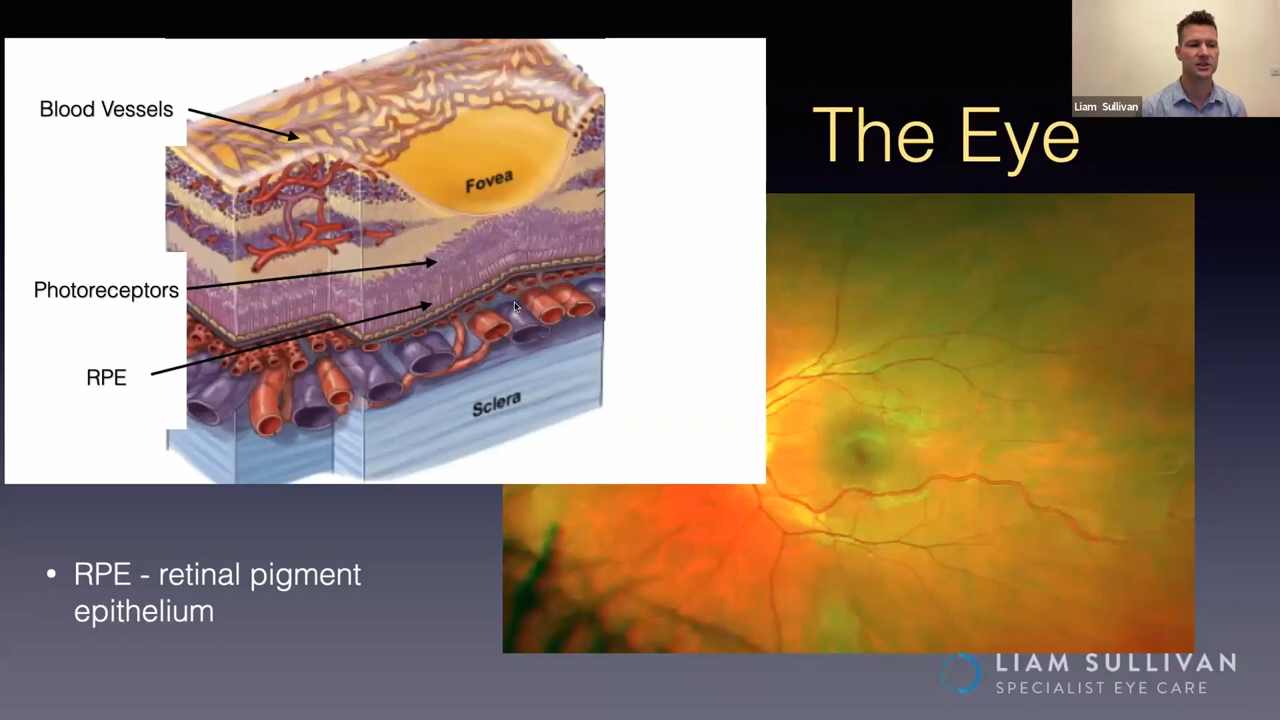 Liam Sullivan
The Eye
Blood Vessels
Fovea
Photoreceptors
RPE
Sclera
• RPE - retinal pigment
epithelium
LIAM SULLIVAN
SPECIALIST EYE CARE